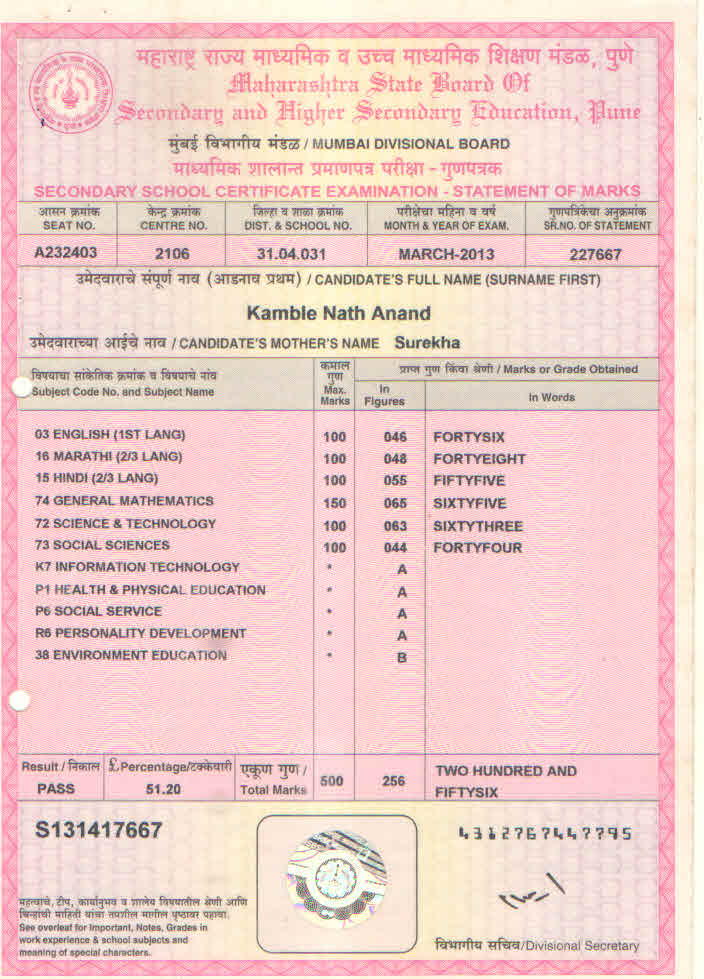 महाराष्ट्र राज्य माध्यमिक व उच्च माध्यमिक शिक्षण मंडळ, पुणे
Maharashtra State Board Of
Secondary and Higher Secondary Education, Pune
मुंबई विभागीय मंडळ / MUMBAI DIVISIONAL BOARD
माध्यमिक शालान्त प्रमाणपत्र परीक्षा - गुणपत्रक
SECONDARY SCHOOL CERTIFICATE EXAMINATION - STATEMENT OF MARKS
आसन क्रमांक केन्द्र क्रमांक जिल्हा व शाळा क्रमांक परीक्षेचा महिना व वर्ष गुणपत्रिकेचा अनुक्रमांक
SEAT NO. CENTRE NO. DIST. & SCHOOL NO. MONTH & YEAR OF EXAM. SR.NO. OF STATEMENT
A232403 2106 31.04.031 MARCH-2013 227667
उमेदवाराचे संपूर्ण नाव (आडनाव प्रथम) / CANDIDATE'S FULL NAME (SURNAME FIRST)
Kamble Nath Anand
उमेदवाराच्या आईचे नाव / CANDIDATE'S MOTHER'S NAME Surekha
विषयाचा सांकेतिक क्रमांक व विषयाचे नांव
Subject Code No. and Subject Name
कमाल
गुण
Max.
Marks
प्राप्त गुण किंवा श्रेणी / Marks or Grade Obtained
In
Figures
In Words
03 ENGLISH (1ST LANG) 100 046 FORTYSIX
16 MARATHI (2/3 LANG) 100 048 FORTYEIGHT
15 HINDI (2/3 LANG) 100 055 FIFTYFIVE
74 GENERAL MATHEMATICS 150 065 SIXTYFIVE
72 SCIENCE & TECHNOLOGY 100 063 SIXTYTHREE
73 SOCIAL SCIENCES 100 044 FORTYFOUR
K7 INFORMATION TECHNOLOGY * A
P1 HEALTH & PHYSICAL EDUCATION * A
P6 SOCIAL SERVICE * A
R6 PERSONALITY DEVELOPMENT * A
38 ENVIRONMENT EDUCATION * B
Result / निकाल £ Percentage/टक्केवारी एकूण गुण / 500 256 TWO HUNDRED AND
PASS 51.20 Total Marks FIFTYSIX
S131417667
4312767447795
महत्वाचे, टीप, कार्यानुभव व शालेय विषयातील श्रेणी आणि
चिन्हांची माहिती यांचा तपशील मागील पृष्ठावर पहावा.
See overleaf for Important, Notes, Grades in
work experience & school subjects and
meaning of special characters.
विभागीय सचिव/Divisional Secretary